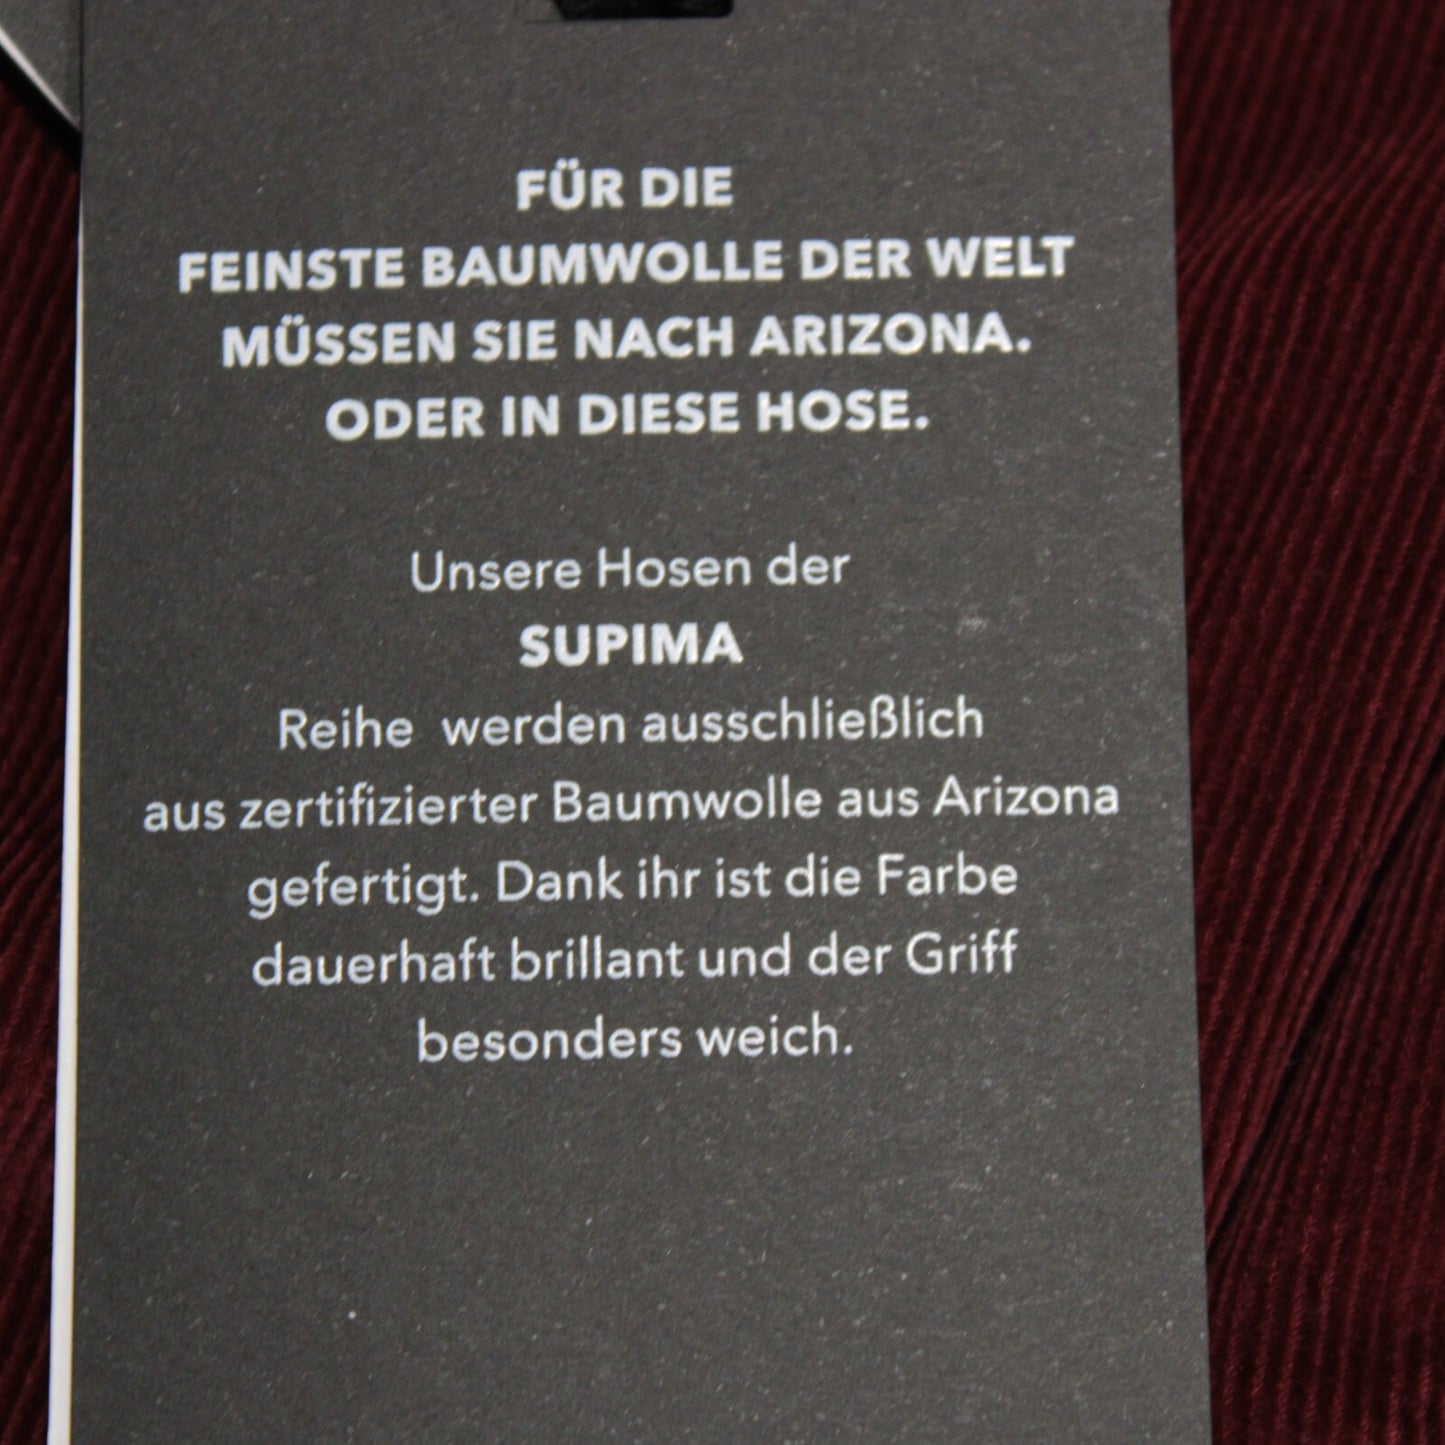 FÜR DIE
FEINSTE BAUMWOLLE DER WELT
MÜSSEN SIE NACH ARIZONA.
ODER IN DIESE HOSE.
Unsere Hosen der
SUPIMA
Reihe werden ausschließlich
aus zertifizierter Baumwolle aus Arizona
gefertigt. Dank ihr ist die Farbe
dauerhaft brillant und der Griff
besonders weich.